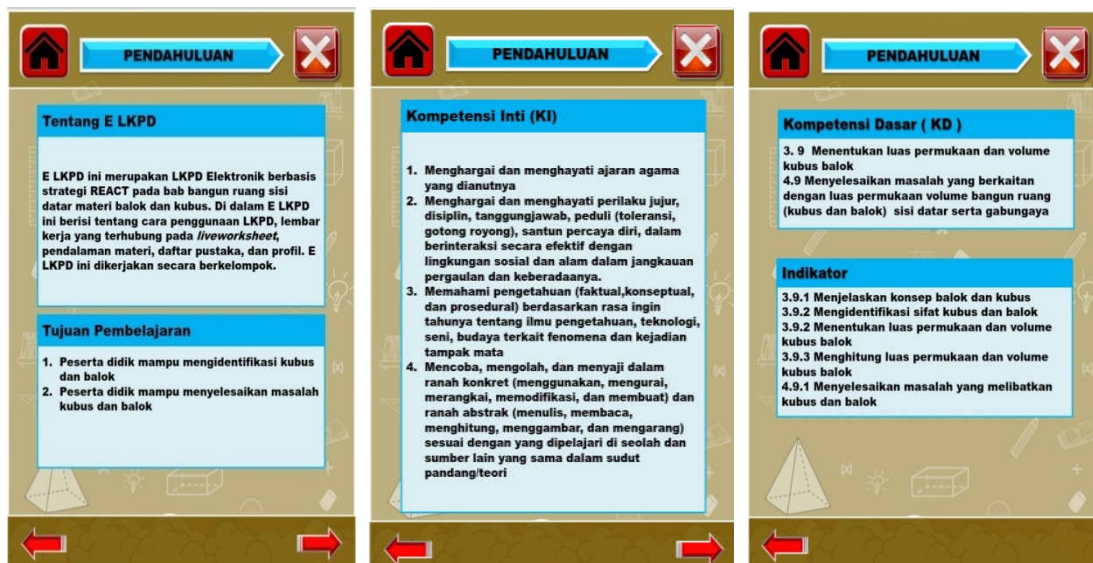 PENDAHULUAN
Tentang E LKPD
E LKPD ini merupakan LKPD Elektronik berbasis
strategi REACT pada bab bangun ruang sisi
datar materi balok dan kubus. Di dalam E LKPD
ini berisi tentang cara penggunaan LKPD, lembar
kerja yang terhubung pada liveworksheet,
pendalaman materi, daftar pustaka, dan profil. E
LKPD ini dikerjakan secara berkelompok.
Tujuan Pembelajaran
1. Peserta didik mampu mengidentifikasi kubus
dan balok
2. Peserta didik mampu menyelesaikan masalah
kubus dan balok
PENDAHULUAN
Kompetensi Inti (KI)
1. Menghargai dan menghayati ajaran agama
yang dianutnya
2. Menghargai dan menghayati perilaku jujur,
disiplin, tanggungjawab, peduli (toleransi,
gotong royong), santun percaya diri, dalam
berinteraksi secara efektif dengan
lingkungan sosial dan alam dalam jangkauan
pergaulan dan keberadaanya.
3. Memahami pengetahuan (faktual,konseptual,
dan prosedural) berdasarkan rasa ingin
tahunya tentang ilmu pengetahuan, teknologi,
seni, budaya terkait fenomena dan kejadian
tampak mata
4. Mencoba, mengolah, dan menyaji dalam
ranah konkret (menggunakan, mengurai,
merangkai, memodifikasi, dan membuat) dan
ranah abstrak (menulis, membaca,
menghitung, menggambar, dan mengarang)
sesuai dengan yang dipelajari di seolah dan
sumber lain yang sama dalam sudut
pandang/teori
PENDAHULUAN
Kompetensi Dasar ( KD )
3. 9 Menentukan luas permukaan dan volume
kubus balok
4.9 Menyelesaikan masalah yang berkaitan
dengan luas permukaan volume bangun ruang
(kubus dan balok) sisi datar serta gabungaya
Indikator
3.9.1 Menjelaskan konsep balok dan kubus
3.9.2 Mengidentifikasi sifat kubus dan balok
3.9.2 Menentukan luas permukaan dan volume
kubus balok
3.9.3 Menghitung luas permukaan dan volume
kubus balok
4.9.1 Menyelesaikan masalah yang melibatkan
kubus dan balok